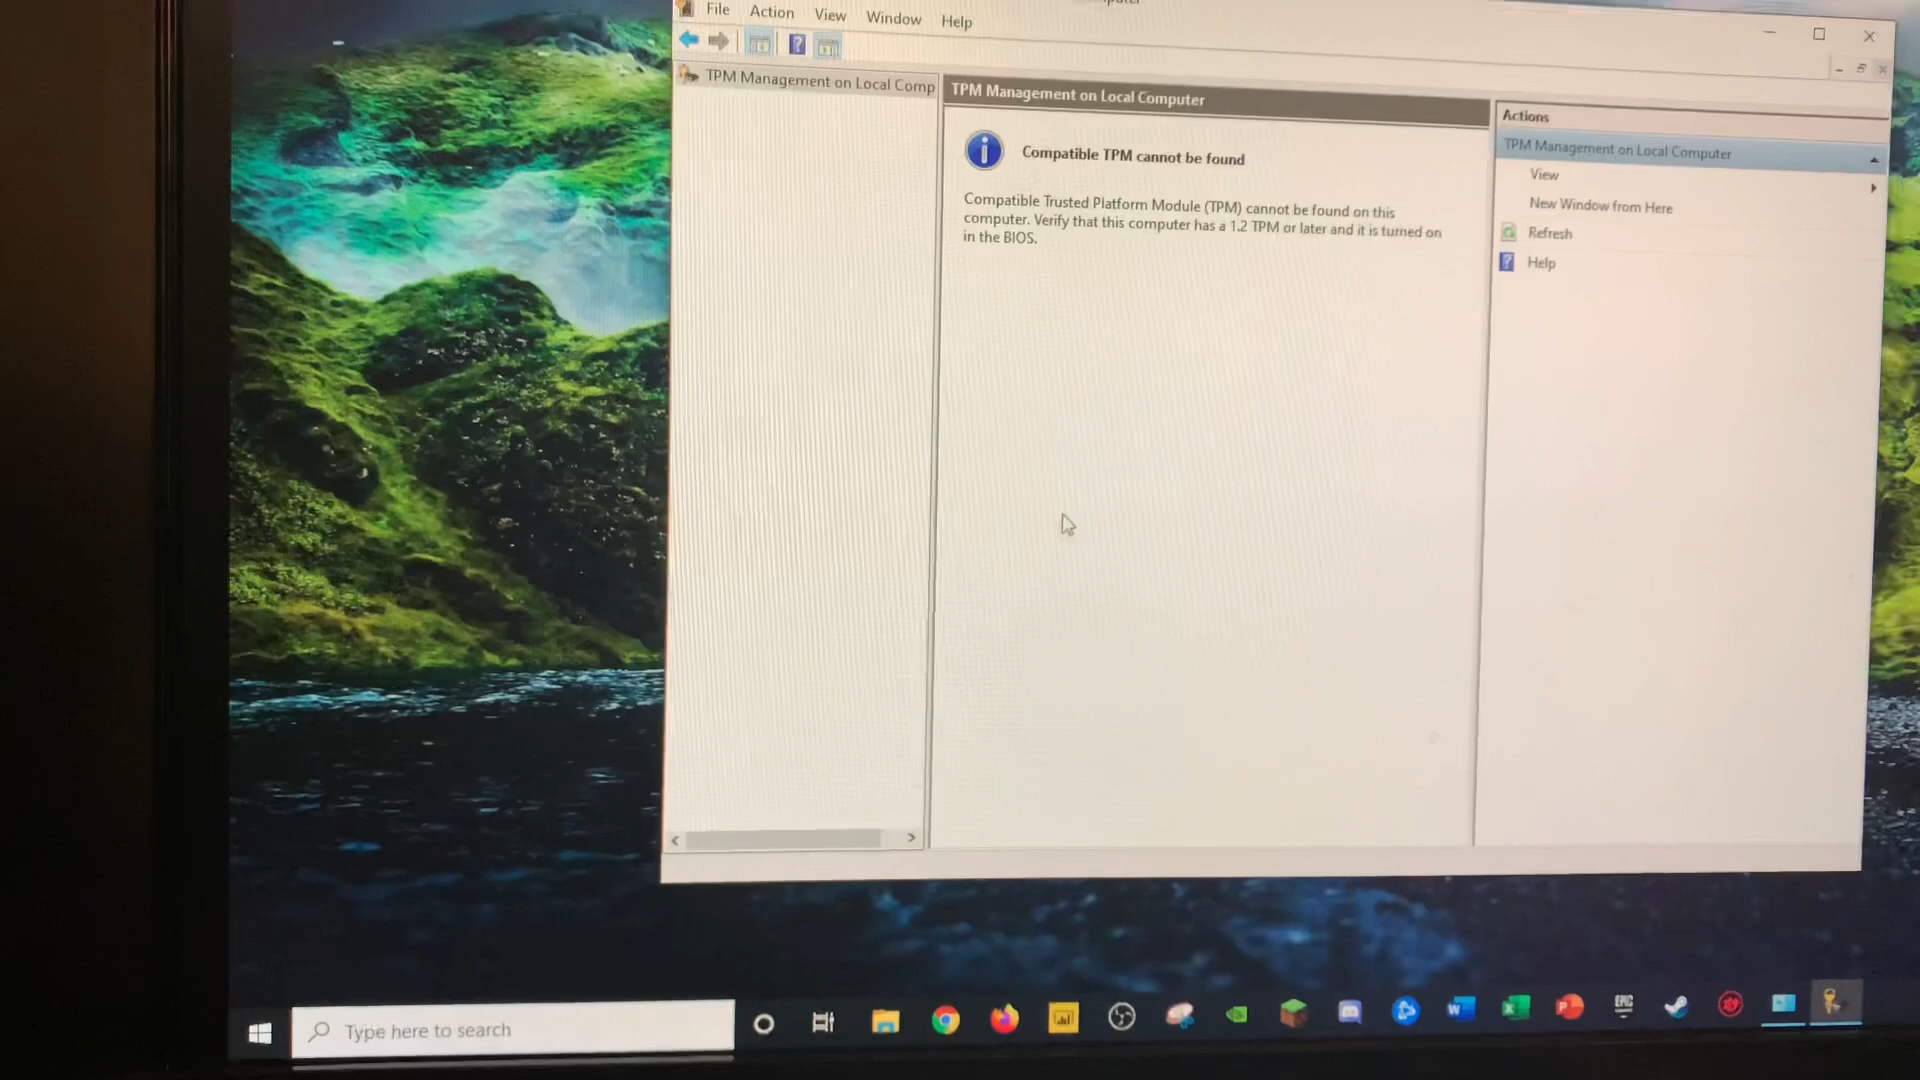 File Action View Window Help
TPM Management on Local Comp
TPM Management on Local Computer
Compatible TPM cannot be found
Compatible Trusted Platform Module (TPM) cannot be found on this
computer. Verify that this computer has a 1.2 TPM or later and it is turned on
in the BIOS.
Actions
TPM Management on Local Computer
View
New Window from Here
Refresh
Help
Type here to search
EPIC